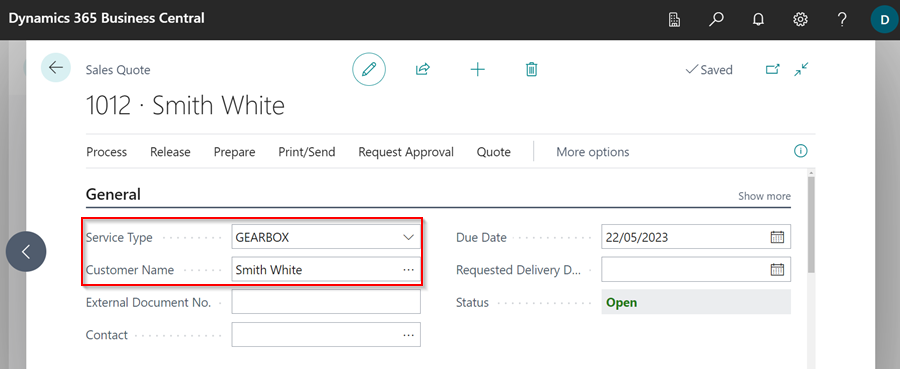 Dynamics 365 Business Central
D
Sales Quote
Saved
1012 · Smith White
Process Release Prepare Print/Send Request Approval Quote More options
General Show more
Service Type GEARBOX Due Date 22/05/2023
Customer Name Smith White Requested Delivery D...
External Document No. Status Open
Contact